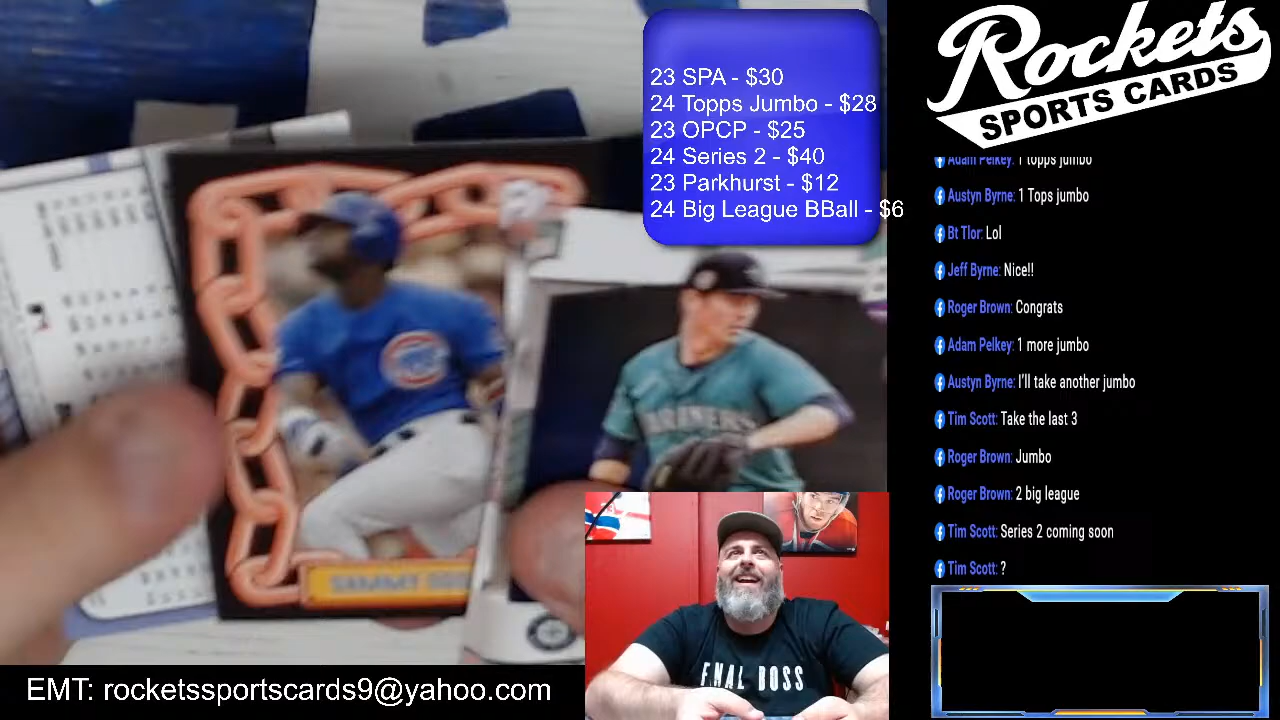 23 SPA - $30
24 Topps Jumbo - $28
23 OPCP - $25
24 Series 2 - $40
23 Parkhurst - $12
24 Big League BBall - $6
Rockets
SPORTS CARDS
Adam Pelkey: 1 topps jumbo
Austyn Byrne: 1 Tops jumbo
Bt Tlor: Lol
Jeff Byrne: Nice!!
Roger Brown: Congrats
Adam Pelkey: 1 more jumbo
Austyn Byrne: I'll take another jumbo
Tim Scott: Take the last 3
Roger Brown: Jumbo
Roger Brown: 2 big league
Tim Scott: Series 2 coming soon
Tim Scott: ?
MARINERS
SAMMY
FINAL BOSS
EMT: rocketssportscards9@yahoo.com